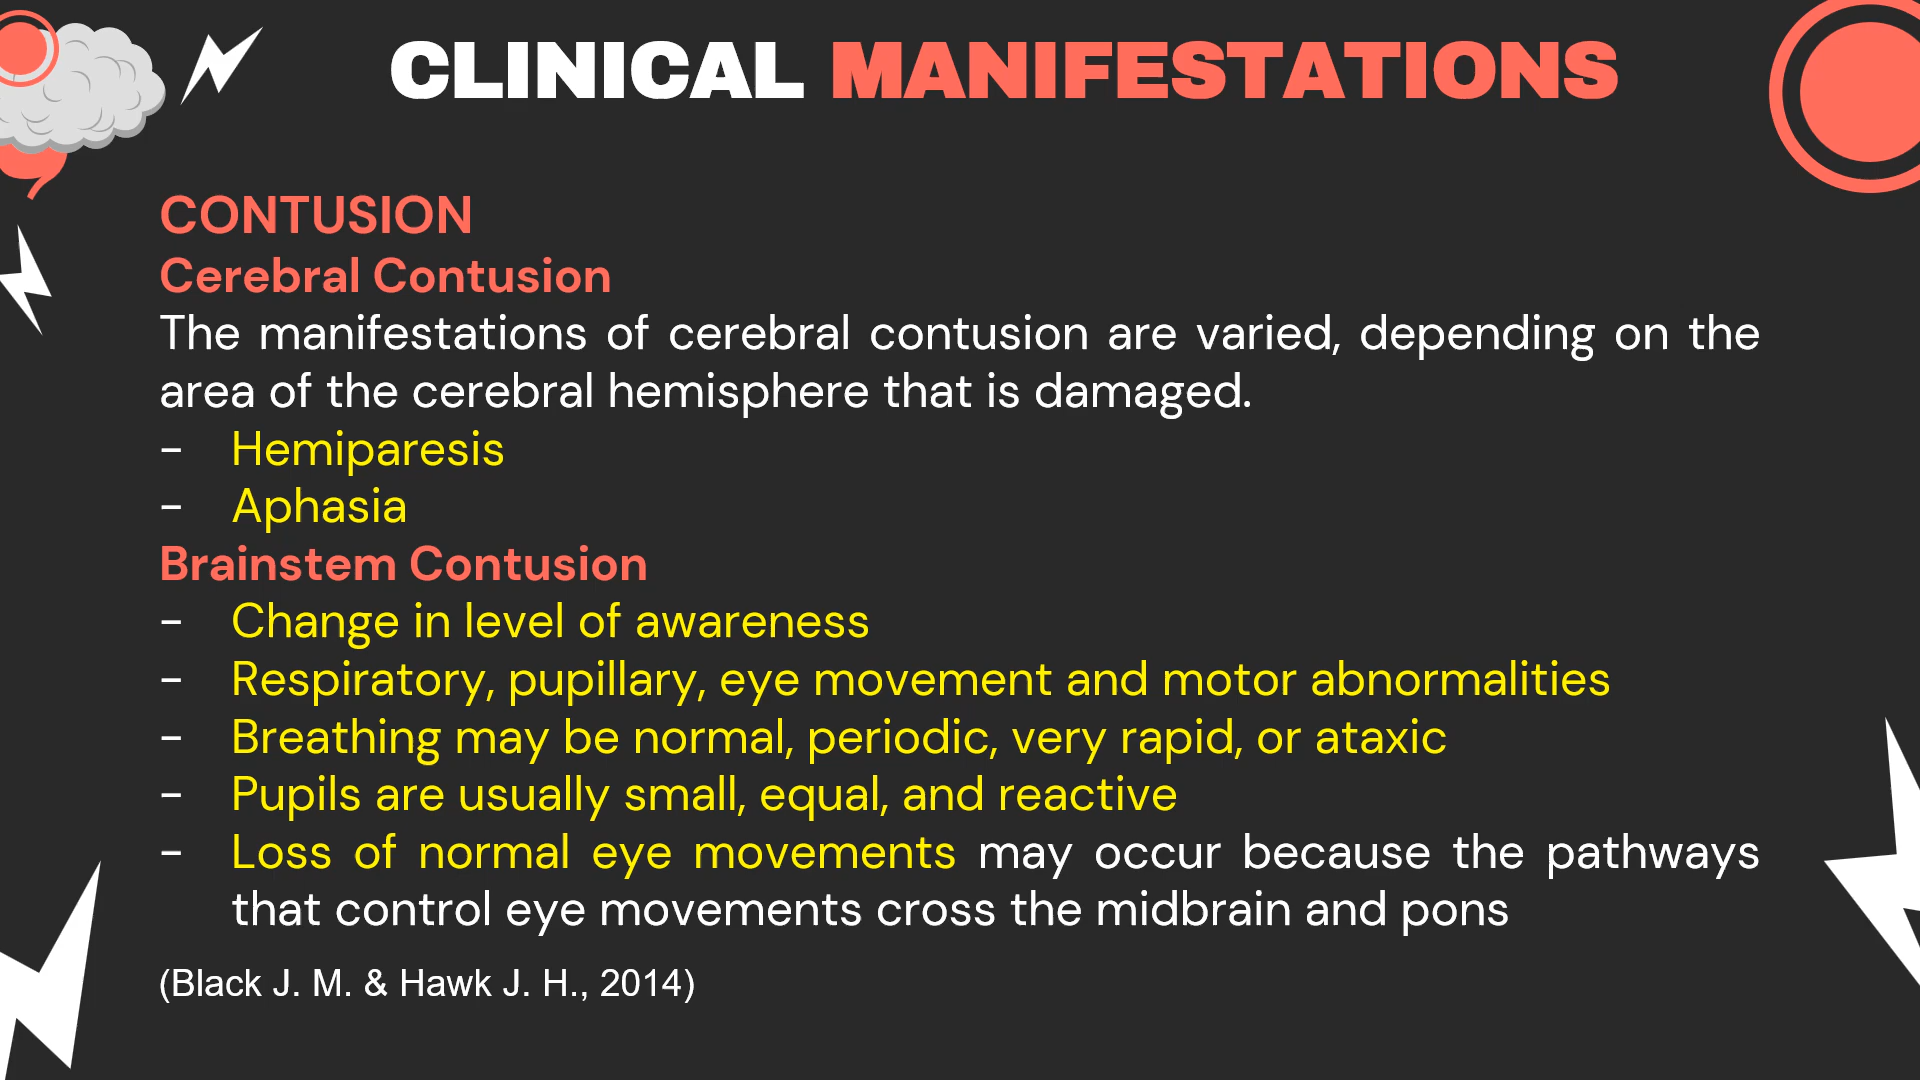 CLINICAL MANIFESTATIONS
CONTUSION
Cerebral Contusion
The manifestations of cerebral contusion are varied, depending on the
area of the cerebral hemisphere that is damaged.
- Hemiparesis
- Aphasia
Brainstem Contusion
- Change in level of awareness
- Respiratory, pupillary, eye movement and motor abnormalities
- Breathing may be normal, periodic, very rapid, or ataxic
- Pupils are usually small, equal, and reactive
- Loss of normal eye movements may occur because the pathways
that control eye movements cross the midbrain and pons
(Black J. M. & Hawk J. H., 2014)